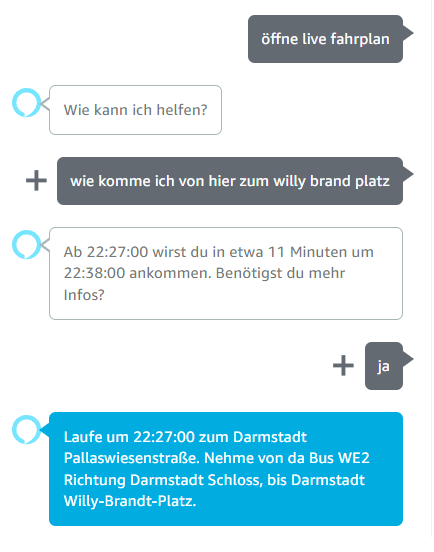 öffne live fahrplan
Wie kann ich helfen?
wie komme ich von hier zum willy brand platz
Ab 22:27:00 wirst du in etwa 11 Minuten um
22:38:00 ankommen. Benötigst du mehr
Infos?
ja
Laufe um 22:27:00 zum Darmstadt
Pallaswiesenstraße. Nehme von da Bus WE2
Richtung Darmstadt Schloss, bis Darmstadt
Willy-Brandt-Platz.